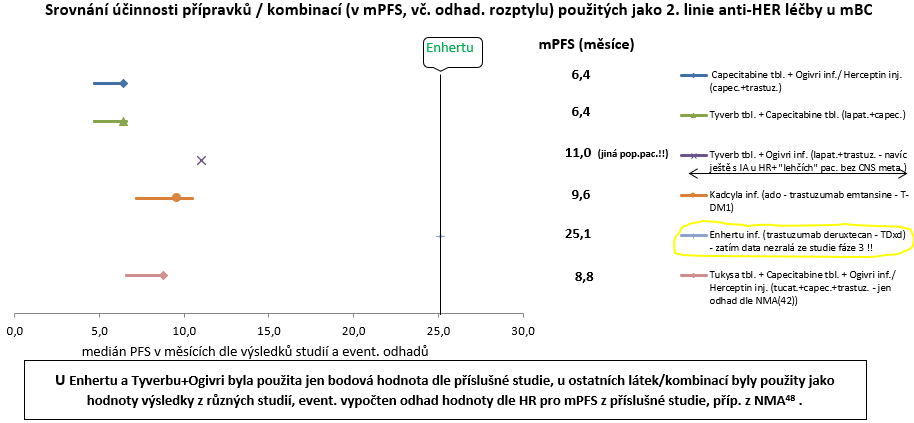 Srovnání účinnosti přípravků / kombinací (v mPFS, vč. odhad. rozptylu) použitých jako 2. linie anti-HER léčby u mBC
Enhertu
mPFS (měsíce)
6,4
Capecitabine tbl. + Ogivri inf./ Herceptin inj.
(capec.+trastuz.)
6,4
Tyverb tbl. + Capecitabine tbl. (lapat.+capec.)
11,0 (jiná pop.pac.!!)
Tyverb tbl. + Ogivri inf. (lapat.+trastuz. - navíc
ještě s IA u HR+ "lehčích" pac. bez CNS meta.)
9,6
Kadcyla inf. (ado - trastuzumab emtansine - T-
DM1)
25,1
Enhertu inf. (trastuzumab deruxtecan - TDxd)
- zatím data nezralá ze studie fáze 3 !!
8,8
Tukysa tbl. + Capecitabine tbl. + Ogivri inf./
Herceptin inj. (tucat.+capec.+trastuz. - jen
odhad dle NMA(42))
0,0 5,0 10,0 15,0 20,0 25,0 30,0
medián PFS v měsících dle výsledků studií a event. odhadů
U Enhertu a Tyverbu+Ogivri byla použita jen bodová hodnota dle příslušné studie, u ostatních látek/kombinací byly použity jako
hodnoty výsledky z různých studií, event. vypočten odhad hodnoty dle HR pro mPFS z příslušné studie, příp. z NMA⁴⁸ .